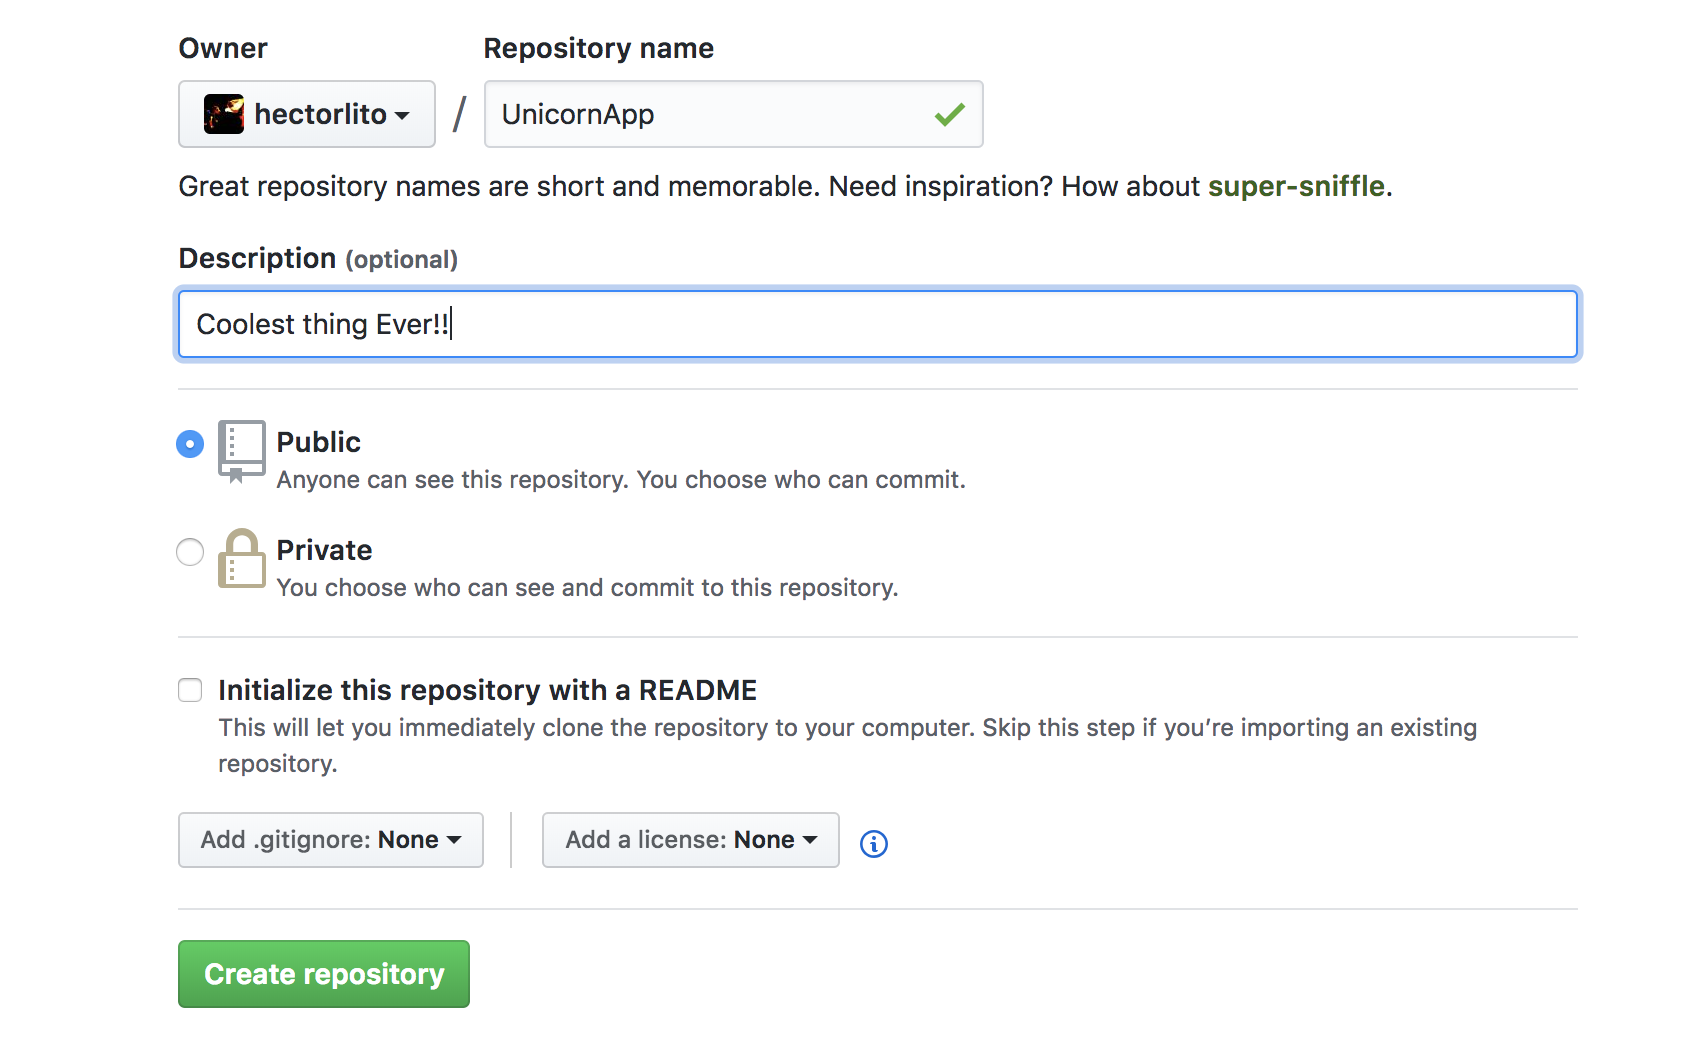 Owner
Repository name
hectorlito / UnicornApp
Great repository names are short and memorable. Need inspiration? How about super-sniffle.
Description (optional)
Coolest thing Ever!!
Public
Anyone can see this repository. You choose who can commit.
Private
You choose who can see and commit to this repository.
Initialize this repository with a README
This will let you immediately clone the repository to your computer. Skip this step if you’re importing an existing
repository.
Add .gitignore: None
Add a license: None
Create repository